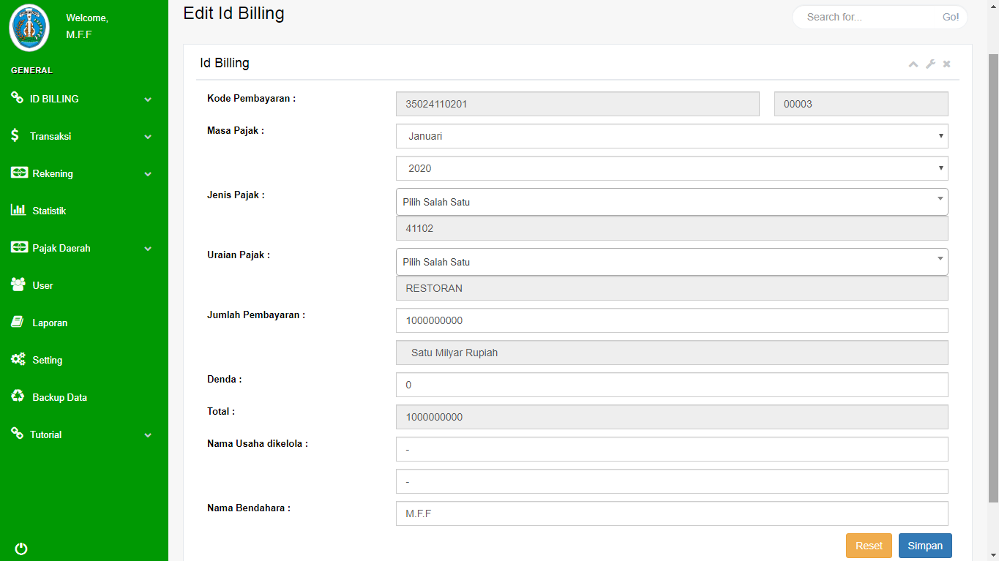 Welcome,
M.F.F
GENERAL
ID BILLING
Transaksi
Rekening
Statistik
Pajak Daerah
User
Laporan
Setting
Backup Data
Tutorial
Edit Id Billing
Search for... Go!
Id Billing
Kode Pembayaran : 35024110201 00003
Masa Pajak : Januari
2020
Jenis Pajak : Pilih Salah Satu
41102
Uraian Pajak : Pilih Salah Satu
RESTORAN
Jumlah Pembayaran : 1000000000
Satu Milyar Rupiah
Denda : 0
Total : 1000000000
Nama Usaha dikelola : -
-
Nama Bendahara : M.F.F
Reset Simpan